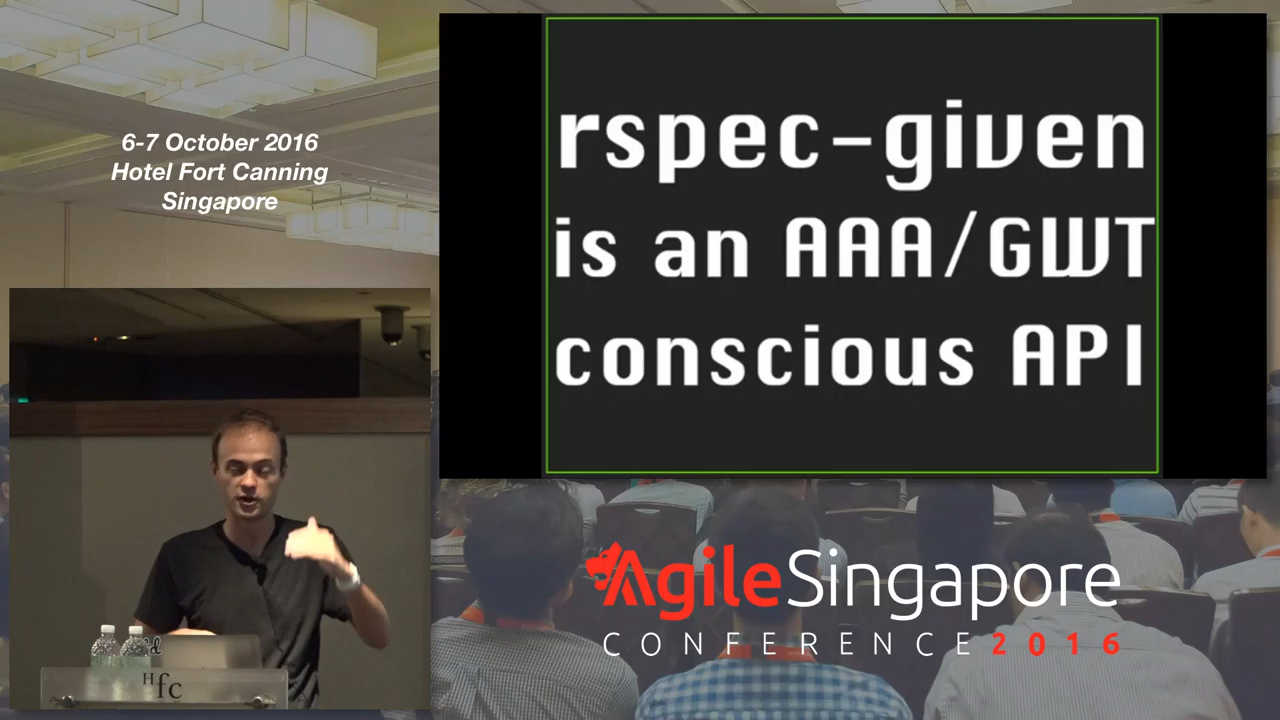 6-7 October 2016
Hotel Fort Canning
Singapore
rspec-given
is an AAA/GWT
conscious API
AgileSingapore
CONFERENCE 2016
Hfc